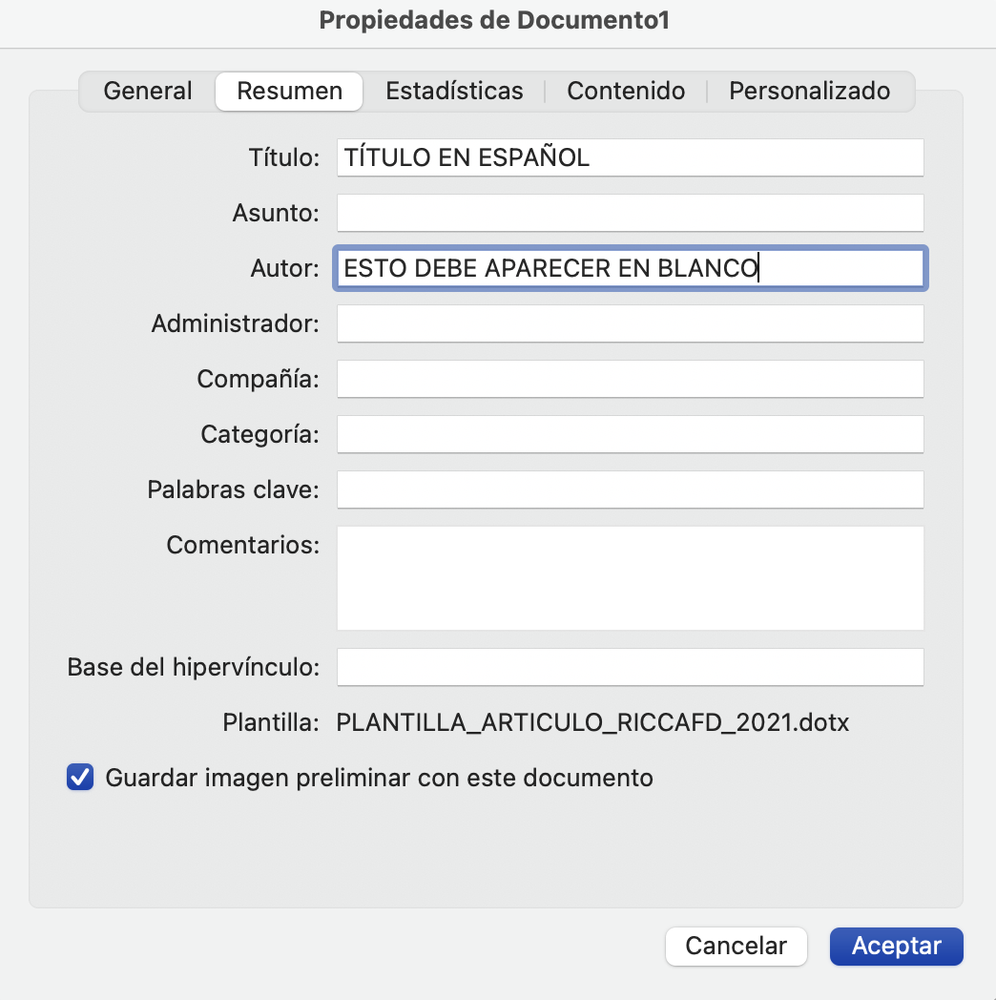 Propiedades de Documento1
General Resumen Estadísticas Contenido Personalizado
Título: TÍTULO EN ESPAÑOL
Asunto:
Autor: ESTO DEBE APARECER EN BLANCO
Administrador:
Compañía:
Categoría:
Palabras clave:
Comentarios:
Base del hipervínculo:
Plantilla: PLANTILLA_ARTICULO_RICCAFD_2021.dotx
Guardar imagen preliminar con este documento
Cancelar Aceptar